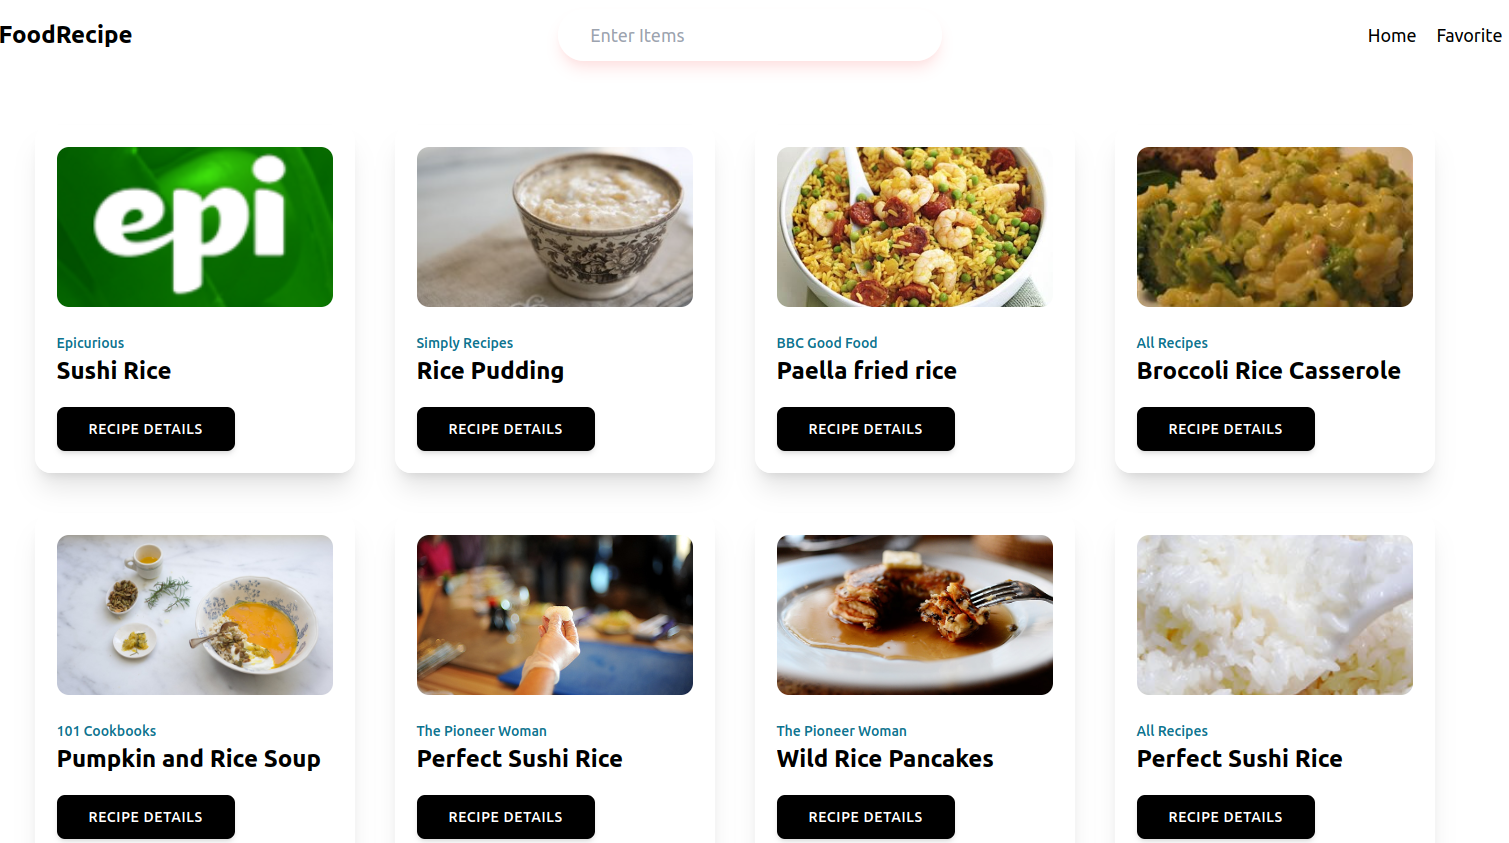 FoodRecipe
Enter Items
Home Favorite
epi
Epicurious
Sushi Rice
RECIPE DETAILS
Simply Recipes
Rice Pudding
RECIPE DETAILS
BBC Good Food
Paella fried rice
RECIPE DETAILS
All Recipes
Broccoli Rice Casserole
RECIPE DETAILS
101 Cookbooks
Pumpkin and Rice Soup
RECIPE DETAILS
The Pioneer Woman
Perfect Sushi Rice
RECIPE DETAILS
The Pioneer Woman
Wild Rice Pancakes
RECIPE DETAILS
All Recipes
Perfect Sushi Rice
RECIPE DETAILS